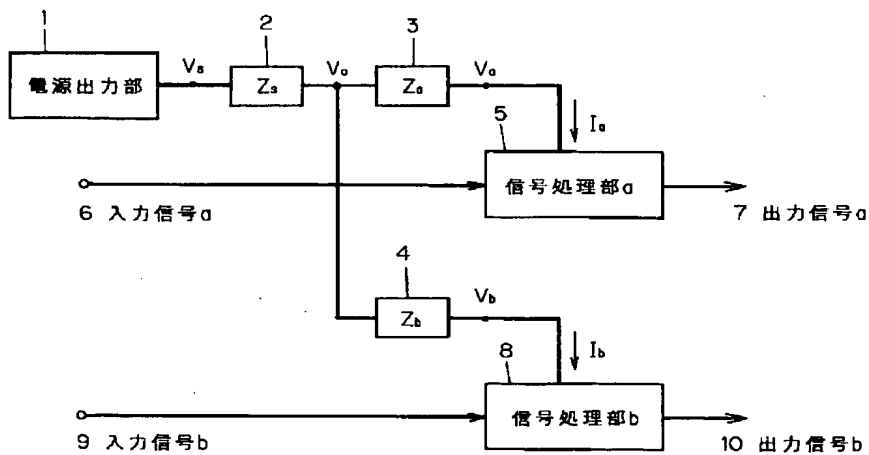 1
電源出力部
Vs
2
Zs
Vo
3
Za
Va
Ia
5
信号処理部a
6 入力信号a
7 出力信号a
4
Zb
Vb
Ib
8
信号処理部b
9 入力信号b
10 出力信号b